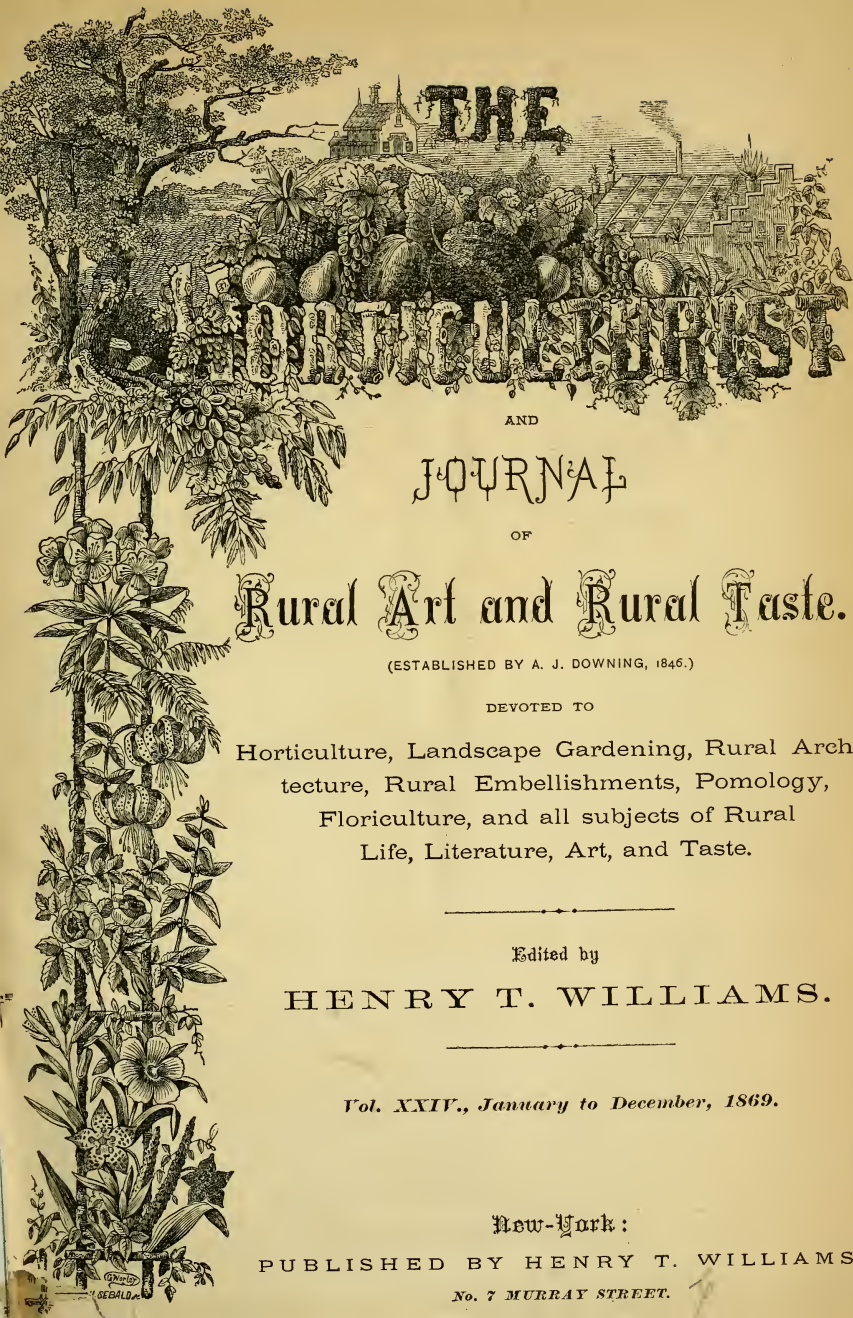 THE
HORTICULTURIST
AND
JOURNAL
OF
Rural Art and Rural Taste.
(ESTABLISHED BY A. J. DOWNING, 1846.)
DEVOTED TO
Horticulture, Landscape Gardening, Rural Arch
tecture, Rural Embellishments, Pomology,
Floriculture, and all subjects of Rural
Life, Literature, Art, and Taste.
Edited by
HENRY T. WILLIAMS.
Vol. XXIV., January to December, 1869.
New-York:
PUBLISHED BY HENRY T. WILLIAMS
No. 7 MURRAY STREET.
SEBALD